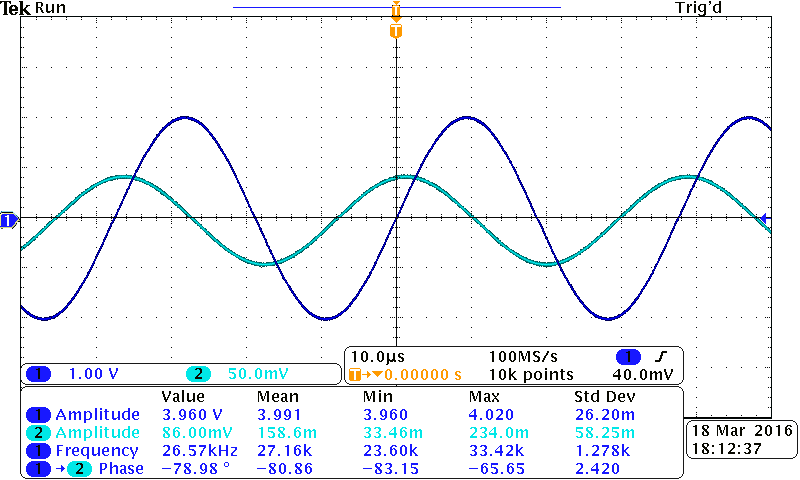 Tek Run Trig'd
T
T
1
1 1.00 V 2 50.0mV
10.0µs 100MS/s 1
T→▼0.00000 s 10k points 40.0mV
Value Mean Min Max Std Dev
1 Amplitude 3.960 V 3.991 3.960 4.020 26.20m
2 Amplitude 86.00mV 158.6m 33.46m 234.0m 58.25m
1 Frequency 26.57kHz 27.16k 23.60k 33.42k 1.278k
1 → 2 Phase −78.98 ° −80.86 −83.15 −65.65 2.420
18 Mar 2016
18:12:37